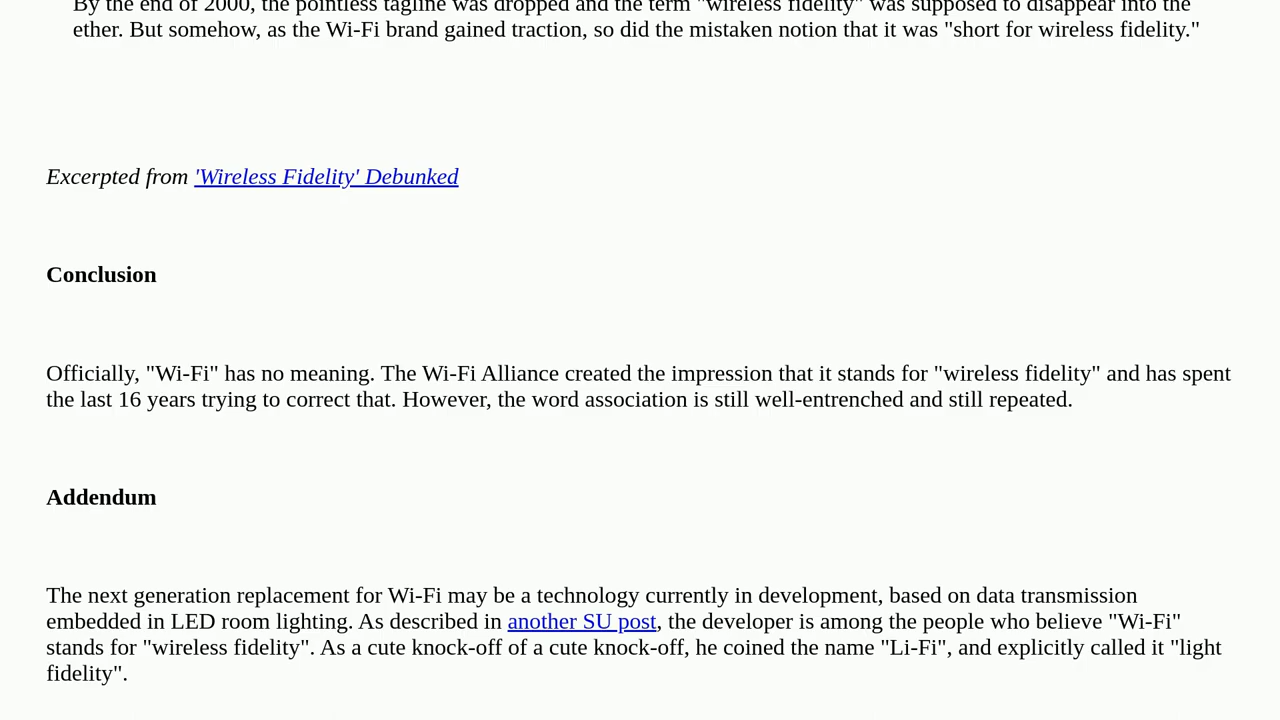 By the end of 2000, the pointless tagline was dropped and the term "wireless fidelity" was supposed to disappear into the
ether. But somehow, as the Wi-Fi brand gained traction, so did the mistaken notion that it was "short for wireless fidelity."
Excerpted from 'Wireless Fidelity' Debunked
Conclusion
Officially, "Wi-Fi" has no meaning. The Wi-Fi Alliance created the impression that it stands for "wireless fidelity" and has spent
the last 16 years trying to correct that. However, the word association is still well-entrenched and still repeated.
Addendum
The next generation replacement for Wi-Fi may be a technology currently in development, based on data transmission
embedded in LED room lighting. As described in another SU post, the developer is among the people who believe "Wi-Fi"
stands for "wireless fidelity". As a cute knock-off of a cute knock-off, he coined the name "Li-Fi", and explicitly called it "light
fidelity".